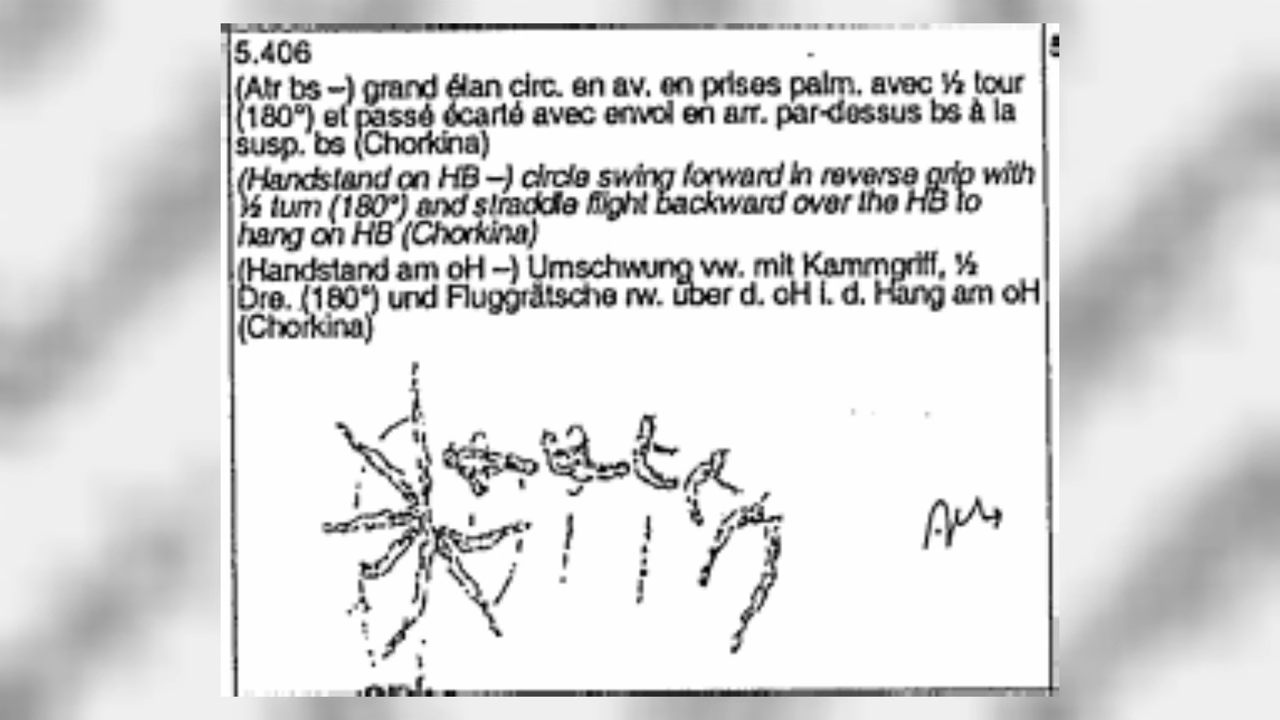 5.406
(Atr bs –) grand élan circ. en av. en prises palm. avec ½ tour
(180°) et passé écarté avec envol en arr. par-dessus bs à la
susp. bs (Chorkina)
(Handstand on HB –) circle swing forward in reverse grip with
½ turn (180°) and straddle flight backward over the HB to
hang on HB (Chorkina)
(Handstand am oH –) Umschwung vw. mit Kammgriff, ½
Dre. (180°) und Fluggrätsche rw. über d. oH i. d. Hang am oH
(Chorkina)